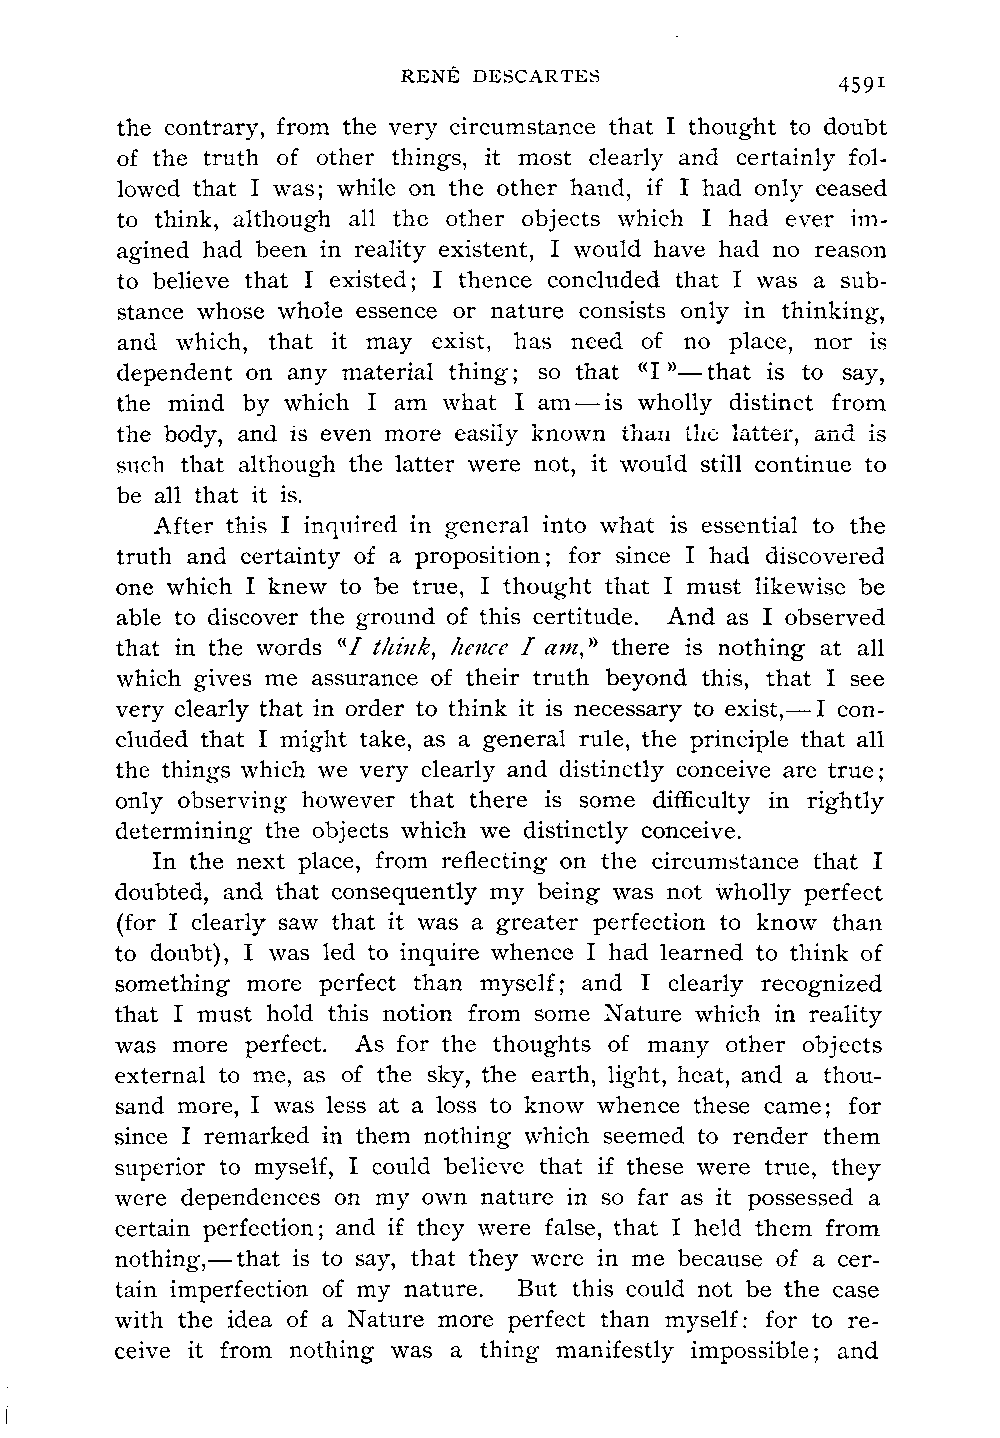 RENÉ DESCARTES
4591
the contrary, from the very circumstance that I thought to doubt
of the truth of other things, it most clearly and certainly fol-
lowed that I was; while on the other hand, if I had only ceased
to think, although all the other objects which I had ever im-
agined had been in reality existent, I would have had no reason
to believe that I existed; I thence concluded that I was a sub-
stance whose whole essence or nature consists only in thinking,
and which, that it may exist, has need of no place, nor is
dependent on any material thing; so that «I»—that is to say,
the mind by which I am what I am—is wholly distinct from
the body, and is even more easily known than the latter, and is
such that although the latter were not, it would still continue to
be all that it is.
After this I inquired in general into what is essential to the
truth and certainty of a proposition; for since I had discovered
one which I knew to be true, I thought that I must likewise be
able to discover the ground of this certitude. And as I observed
that in the words «I think, hence I am,» there is nothing at all
which gives me assurance of their truth beyond this, that I see
very clearly that in order to think it is necessary to exist,—I con-
cluded that I might take, as a general rule, the principle that all
the things which we very clearly and distinctly conceive are true;
only observing however that there is some difficulty in rightly
determining the objects which we distinctly conceive.
In the next place, from reflecting on the circumstance that I
doubted, and that consequently my being was not wholly perfect
(for I clearly saw that it was a greater perfection to know than
to doubt), I was led to inquire whence I had learned to think of
something more perfect than myself; and I clearly recognized
that I must hold this notion from some Nature which in reality
was more perfect. As for the thoughts of many other objects
external to me, as of the sky, the earth, light, heat, and a thou-
sand more, I was less at a loss to know whence these came; for
since I remarked in them nothing which seemed to render them
superior to myself, I could believe that if these were true, they
were dependences on my own nature in so far as it possessed a
certain perfection; and if they were false, that I held them from
nothing,—that is to say, that they were in me because of a cer-
tain imperfection of my nature. But this could not be the case
with the idea of a Nature more perfect than myself: for to re-
ceive it from nothing was a thing manifestly impossible; and